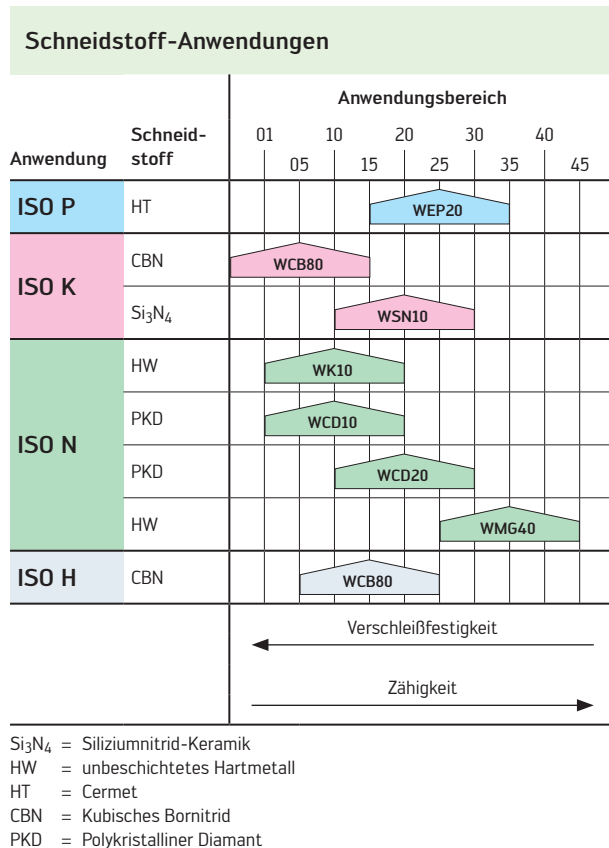 Schneidstoff-Anwendungen
Anwendungsbereich
Anwendung
Schneid-
stoff
01 10 20 30 40
05 15 25 35 45
ISO P HT WEP20
ISO K CBN WCB80
Si₃N₄ WSN10
ISO N HW WK10
PKD WCD10
PKD WCD20
HW WMG40
ISO H CBN WCB80
Verschleißfestigkeit
Zähigkeit
Si₃N₄ = Siliziumnitrid-Keramik
HW = unbeschichtetes Hartmetall
HT = Cermet
CBN = Kubisches Bornitrid
PKD = Polykristalliner Diamant